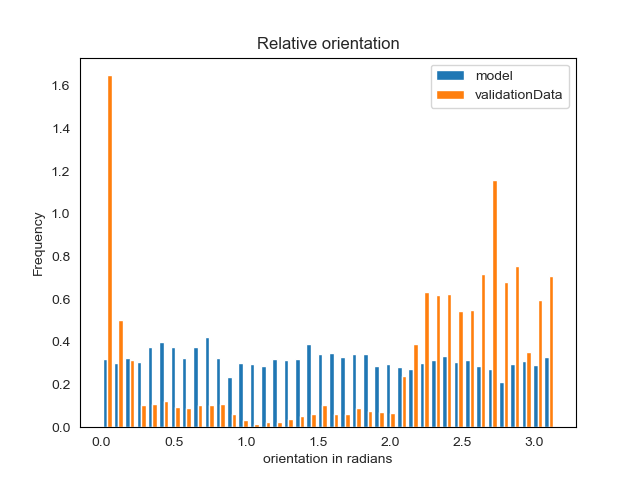 Relative orientation
model
validationData
Frequency
1.6
1.4
1.2
1.0
0.8
0.6
0.4
0.2
0.0
0.0 0.5 1.0 1.5 2.0 2.5 3.0
orientation in radians